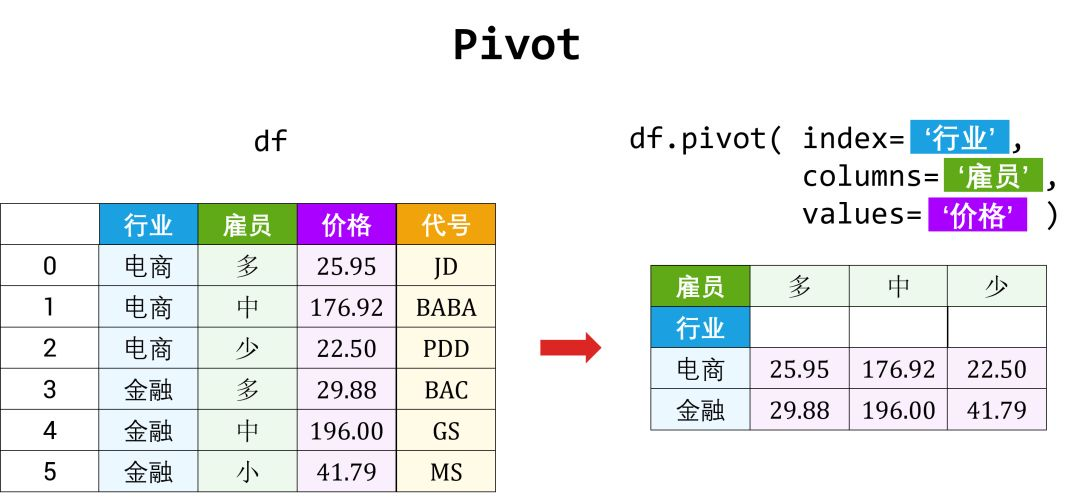 Pivot
df
df.pivot( index= ‘行业’ ,
columns= ‘雇员’ ,
values= ‘价格’ )
行业 雇员 价格 代号
0 电商 多 25.95 JD
1 电商 中 176.92 BABA
2 电商 少 22.50 PDD
3 金融 多 29.88 BAC
4 金融 中 196.00 GS
5 金融 小 41.79 MS
雇员 多 中 少
行业
电商 25.95 176.92 22.50
金融 29.88 196.00 41.79